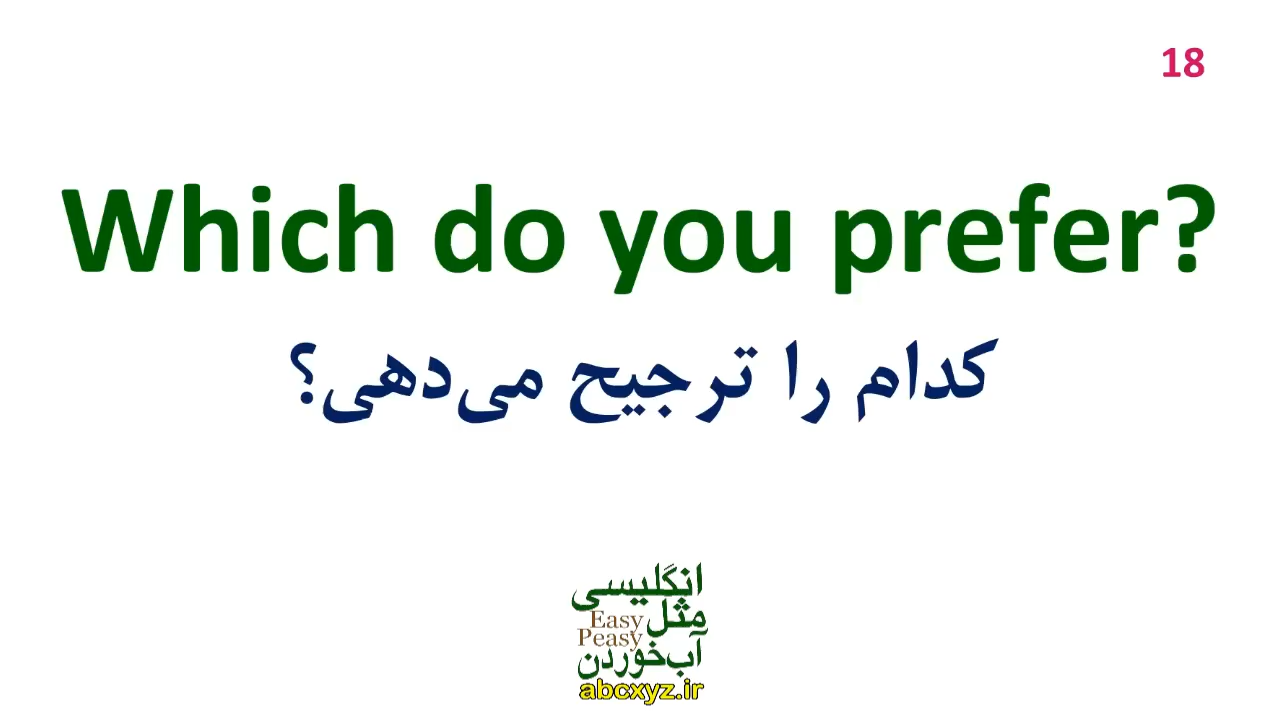 18
Which do you prefer?
کدام را ترجیح می‌دهی؟
انگلیسی
مثل
Easy
Peasy
آب‌خوردن
abcxyz.ir